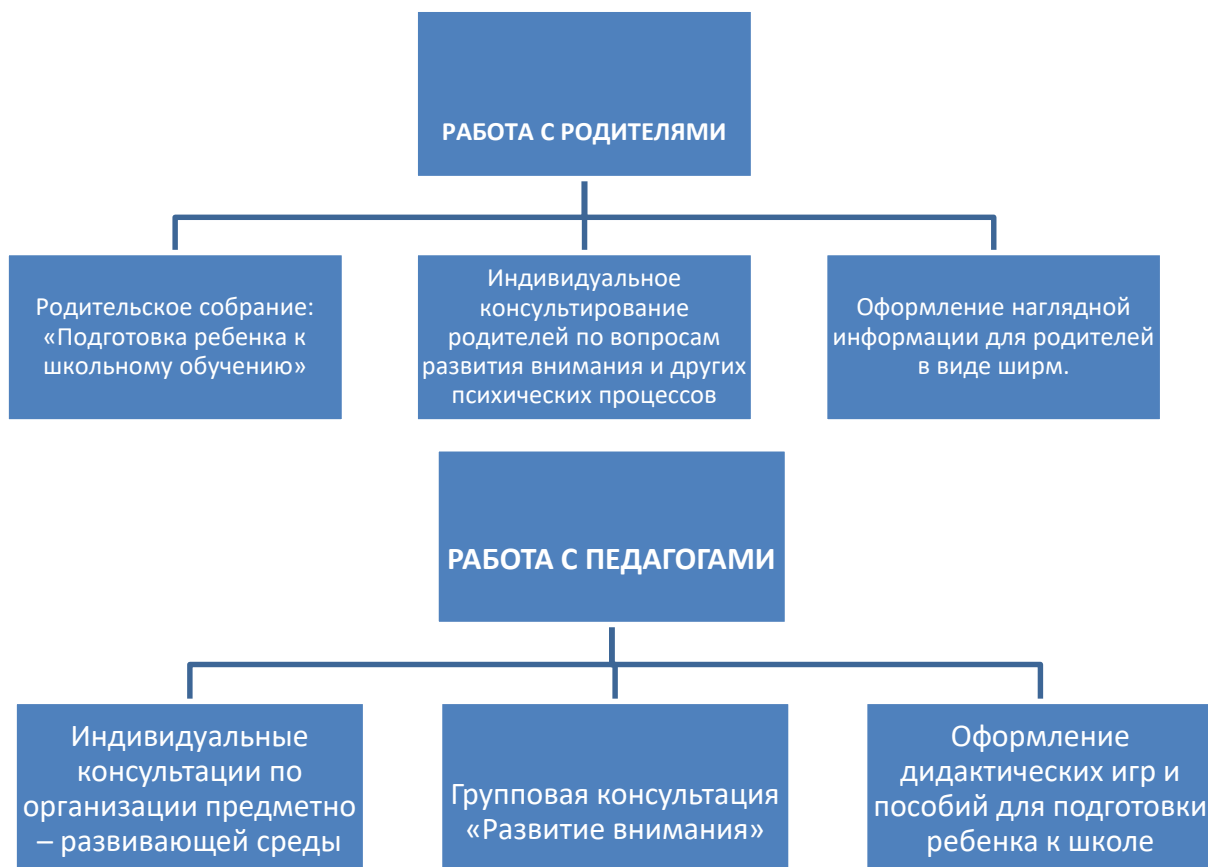 РАБОТА С РОДИТЕЛЯМИ
Родительское собрание:
«Подготовка ребенка к
школьному обучению»
Индивидуальное
консультирование
родителей по вопросам
развития внимания и других
психических процессов
Оформление наглядной
информации для родителей
в виде ширм.
РАБОТА С ПЕДАГОГАМИ
Индивидуальные
консультации по
организации предметно
– развивающей среды
Групповая консультация
«Развитие внимания»
Оформление
дидактических игр и
пособий для подготовки
ребенка к школе